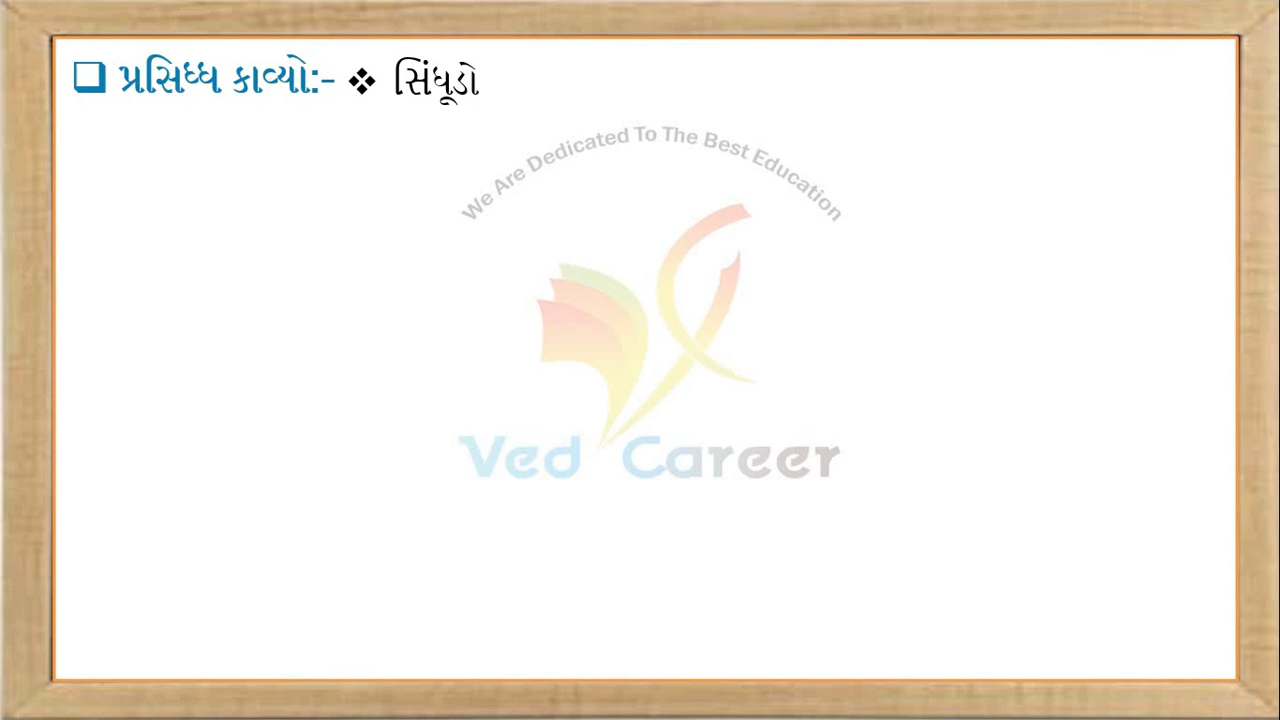 ❑ પ્રસિધ્ધ કાવ્યો:- ❖ સિંધૂડો
We Are Dedicated To The Best Education
Ved Career